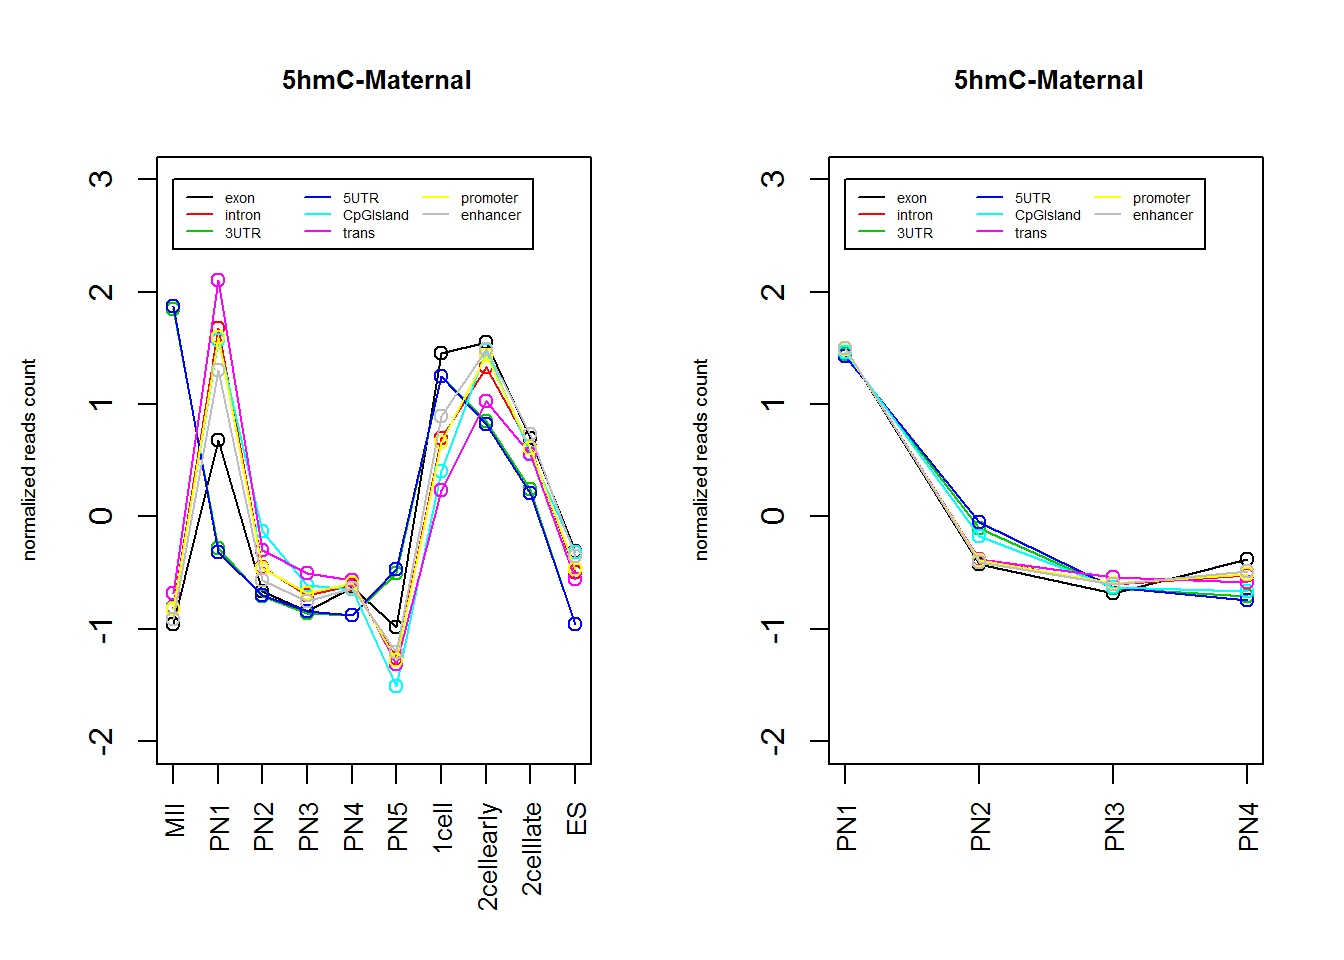 5hmC-Maternal
normalized reads count
3
2
1
0
-1
-2
exon
intron
3UTR
5UTR
CpGIsland
trans
promoter
enhancer
MII
PN1
PN2
PN3
PN4
PN5
1cell
2cellearly
2celllate
ES
5hmC-Maternal
normalized reads count
3
2
1
0
-1
-2
exon
intron
3UTR
5UTR
CpGIsland
trans
promoter
enhancer
PN1
PN2
PN3
PN4